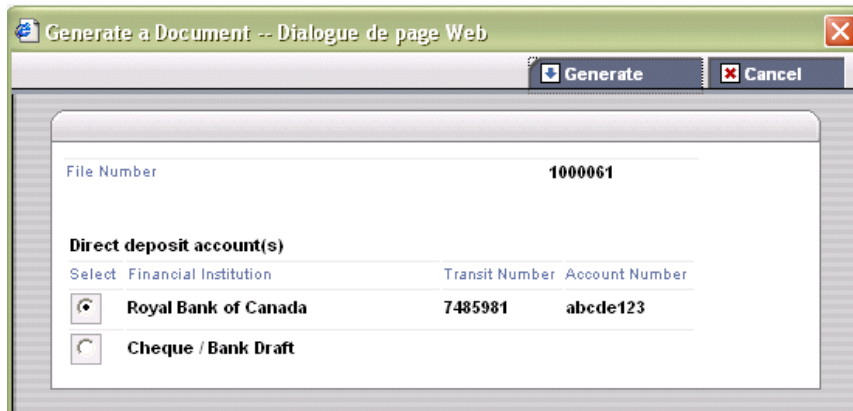 Generate a Document -- Dialogue de page Web
Generate Cancel
File Number 1000061
Direct deposit account(s)
Select Financial Institution Transit Number Account Number
Royal Bank of Canada 7485981 abcde123
Cheque / Bank Draft